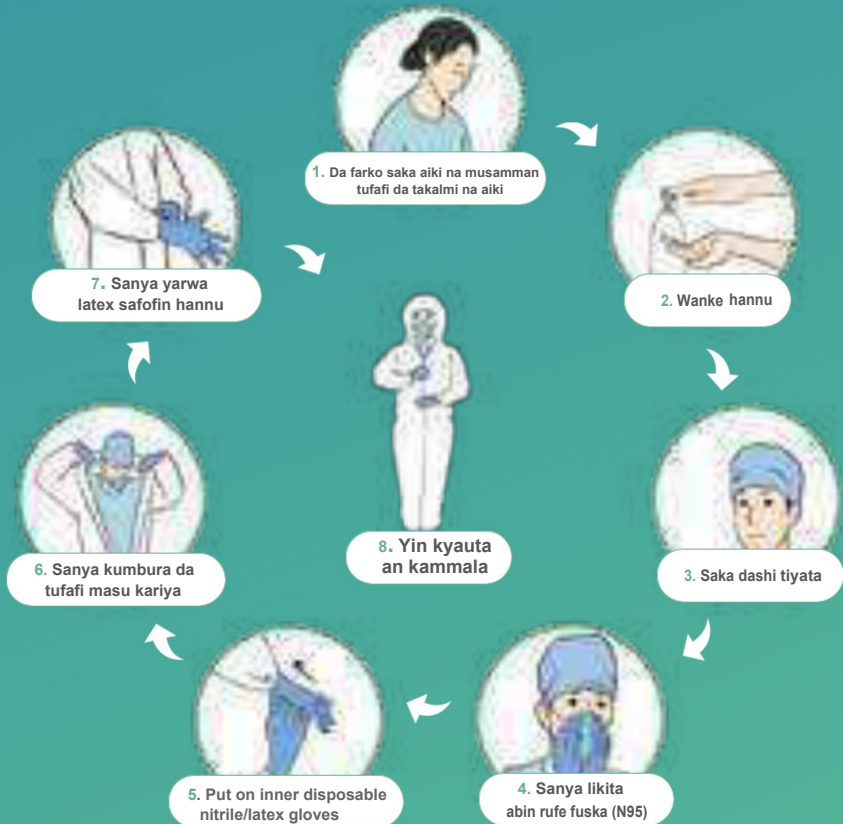 1. Da farko saka aiki na musamman
tufafi da takalmi na aiki
2. Wanke hannu
3. Saka dashi tiyata
4. Sanya likita
abin rufe fuska (N95)
5. Put on inner disposable
nitrile/latex gloves
6. Sanya kumbura da
tufafi masu kariya
7. Sanya yarwa
latex safofin hannu
8. Yin kyauta
an kammala